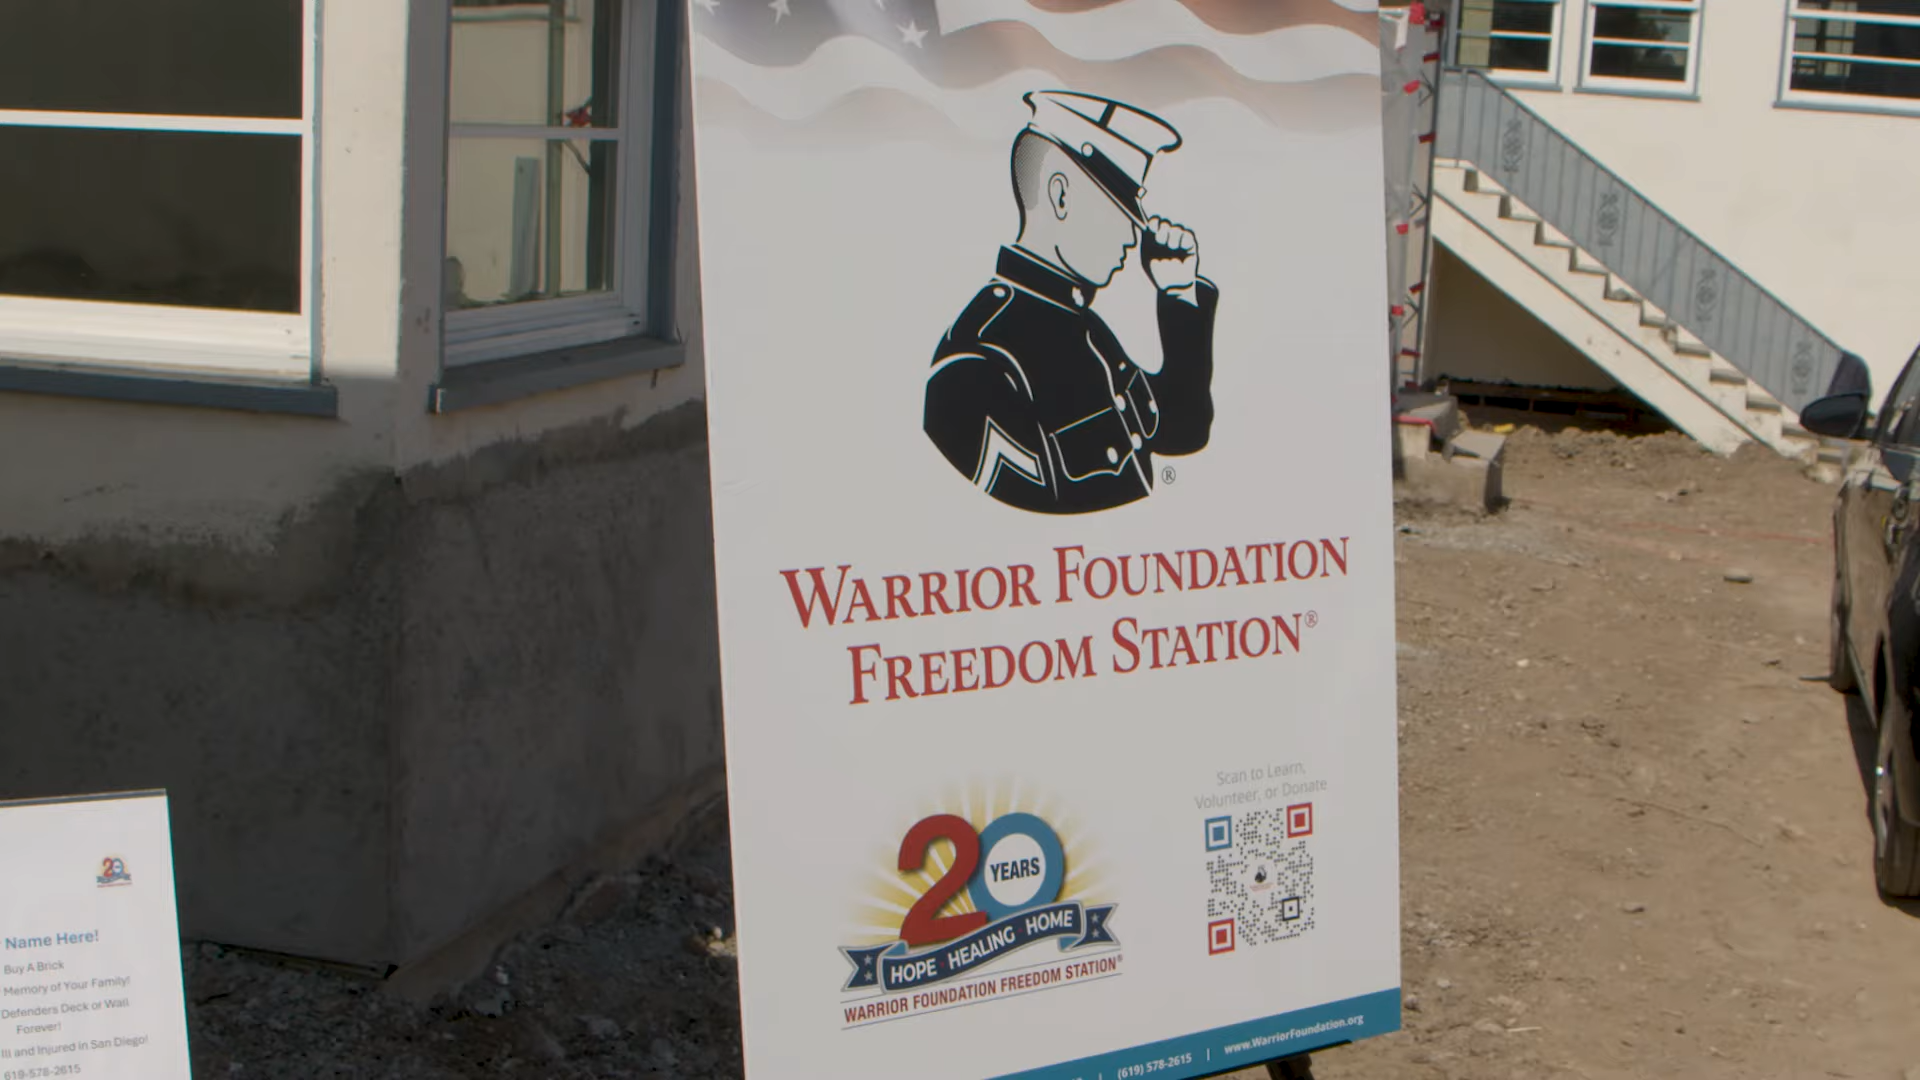 ®
WARRIOR FOUNDATION
FREEDOM STATION®
Scan to Learn,
Volunteer, or Donate
20
YEARS
HOPE · HEALING · HOME
WARRIOR FOUNDATION FREEDOM STATION®
| (619) 578-2615 | www.WarriorFoundation.org
20
Name Here!
Buy A Brick
Memory of Your Family!
Defenders Deck or Wall
Forever!
Ill and Injured in San Diego!
619-578-2615